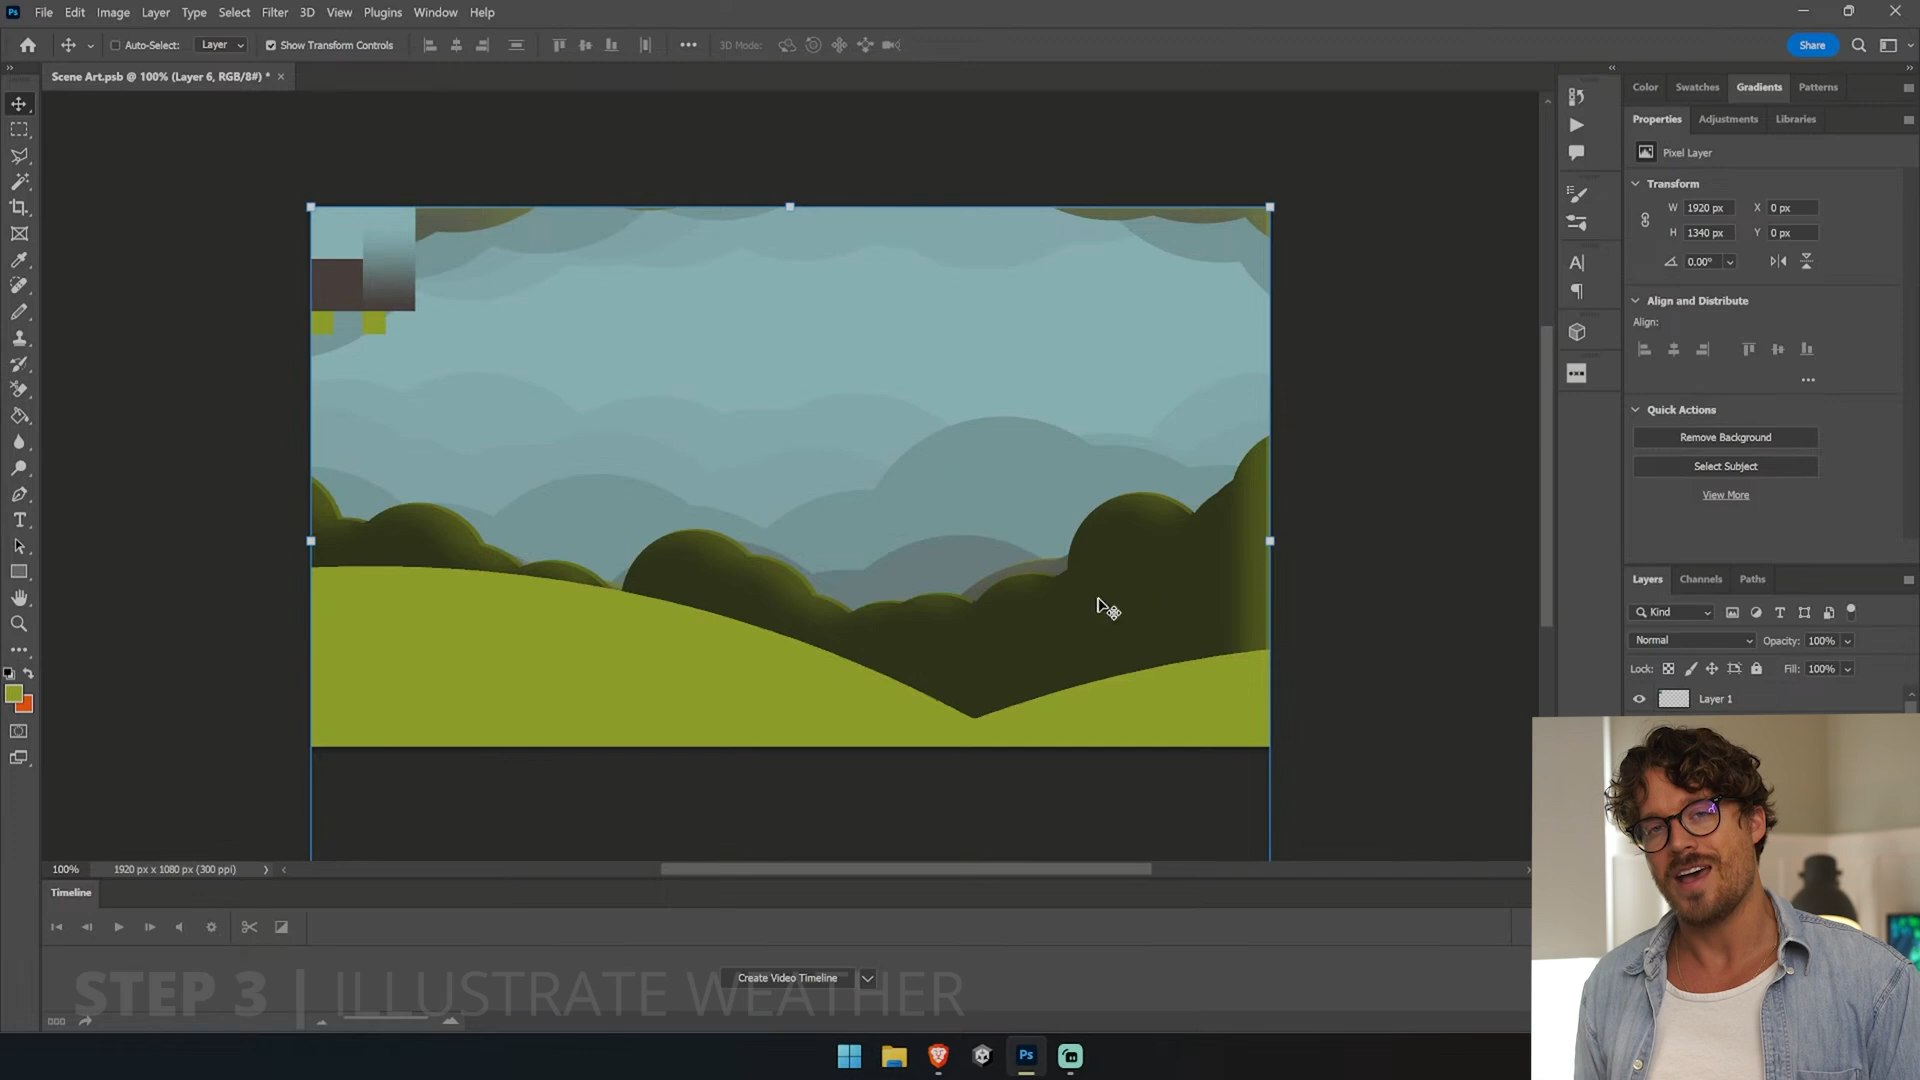 Ps File Edit Image Layer Type Select Filter 3D View Plugins Window Help
Auto-Select: Layer Show Transform Controls 3D Mode: Share
Scene Art.psb @ 100% (Layer 6, RGB/8#) *
Color Swatches Gradients Patterns
Properties Adjustments Libraries
Pixel Layer
Transform
W 1920 px X 0 px
H 1340 px Y 0 px
0.00°
Align and Distribute
Align:
Quick Actions
Remove Background
Select Subject
View More
Layers Channels Paths
Kind
Normal Opacity: 100%
Lock: Fill: 100%
Layer 1
100% 1920 px x 1080 px (300 ppi)
Timeline
Create Video Timeline
STEP 3 | ILLUSTRATE WEATHER
Ps